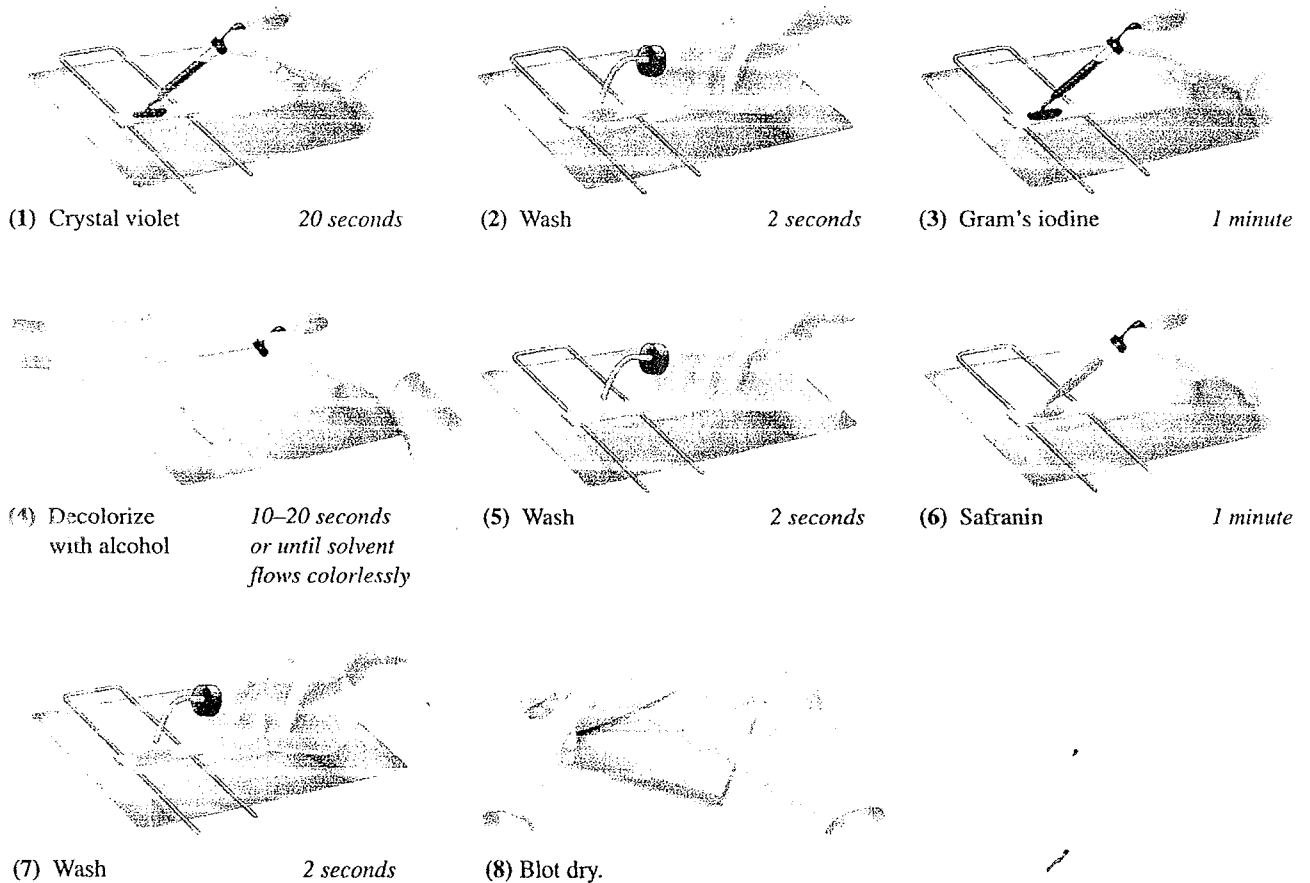 (1) Crystal violet 20 seconds
(2) Wash 2 seconds
(3) Gram's iodine 1 minute
(4) Decolorize 10–20 seconds
with alcohol or until solvent
flows colorlessly
(5) Wash 2 seconds
(6) Safranin 1 minute
(7) Wash 2 seconds
(8) Blot dry.